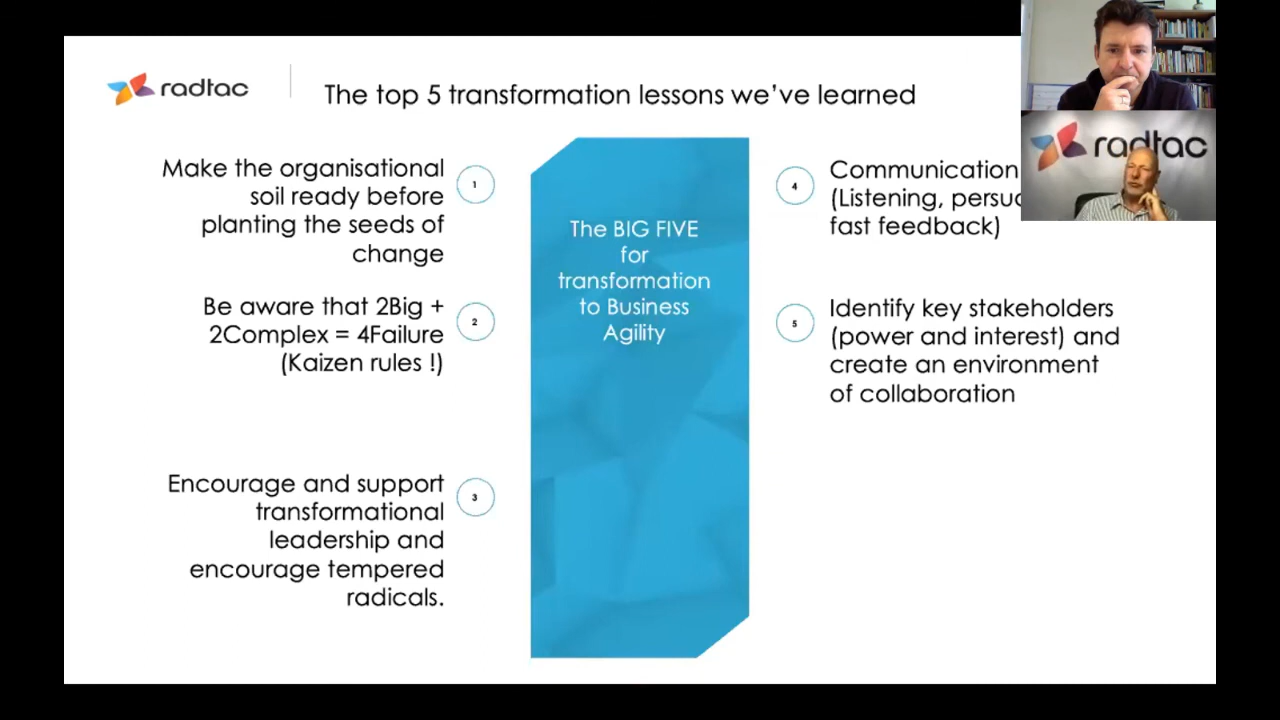 radtac
The top 5 transformation lessons we've learned
Make the organisational
soil ready before
planting the seeds of
change
1
Be aware that 2Big +
2Complex = 4Failure
(Kaizen rules !)
2
Encourage and support
transformational
leadership and
encourage tempered
radicals.
3
The BIG FIVE
for
transformation
to Business
Agility
4
Communication
(Listening,
fast feedback)
5
Identify key stakeholders
(power and interest) and
create an environment
of collaboration
radtac